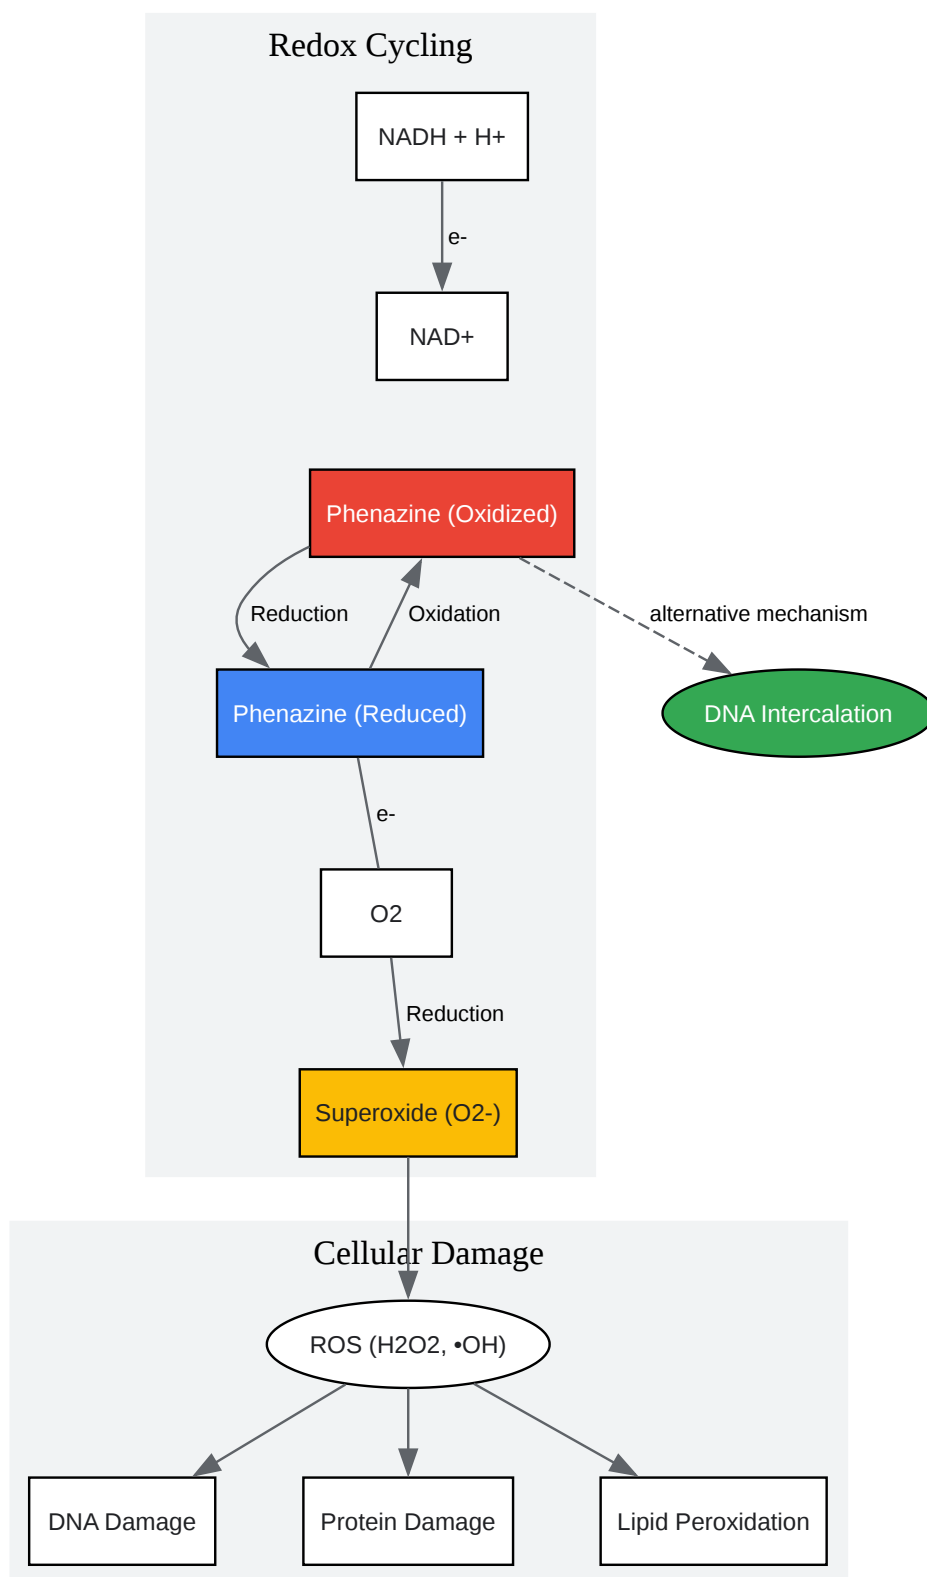 Redox Cycling
NADH + H+
e-
NAD+
Phenazine (Oxidized)
Reduction
Oxidation
alternative mechanism
Phenazine (Reduced)
DNA Intercalation
e-
O2
Reduction
Superoxide (O2-)
Cellular Damage
ROS (H2O2, •OH)
DNA Damage
Protein Damage
Lipid Peroxidation